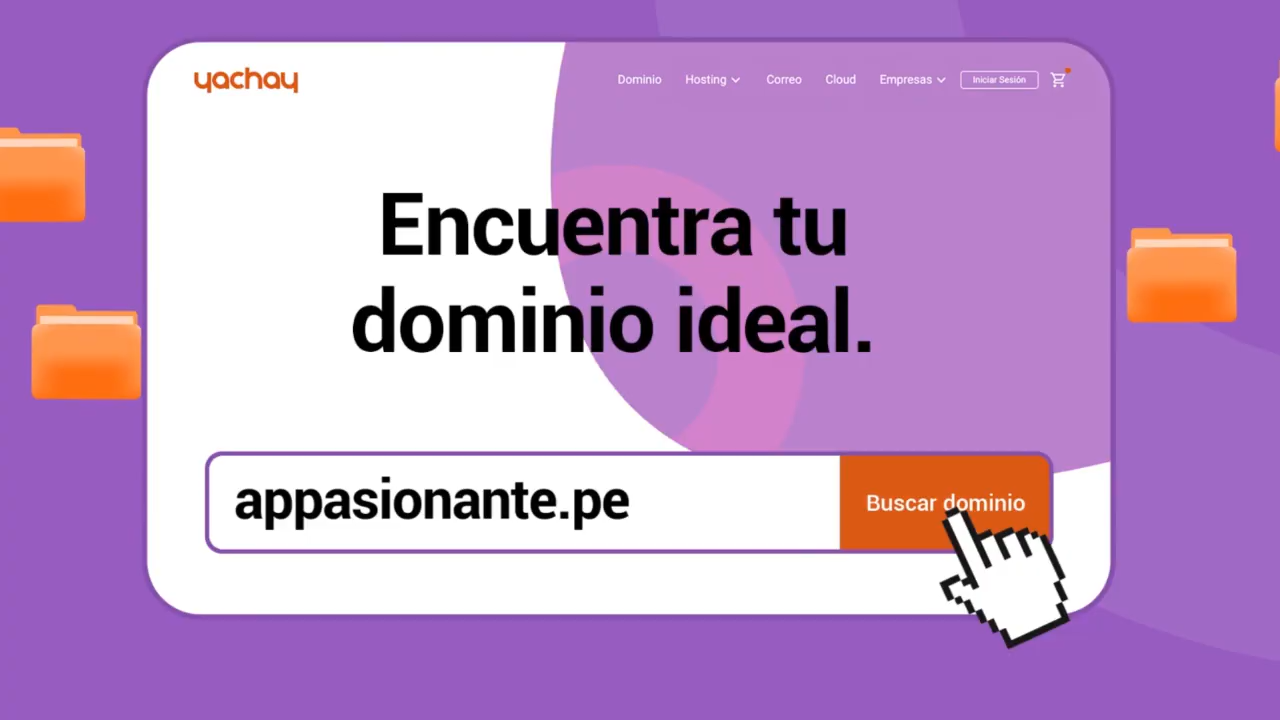 yachay
Dominio Hosting Correo Cloud Empresas Iniciar Sesión
Encuentra tu
dominio ideal.
appasionante.pe
Buscar dominio